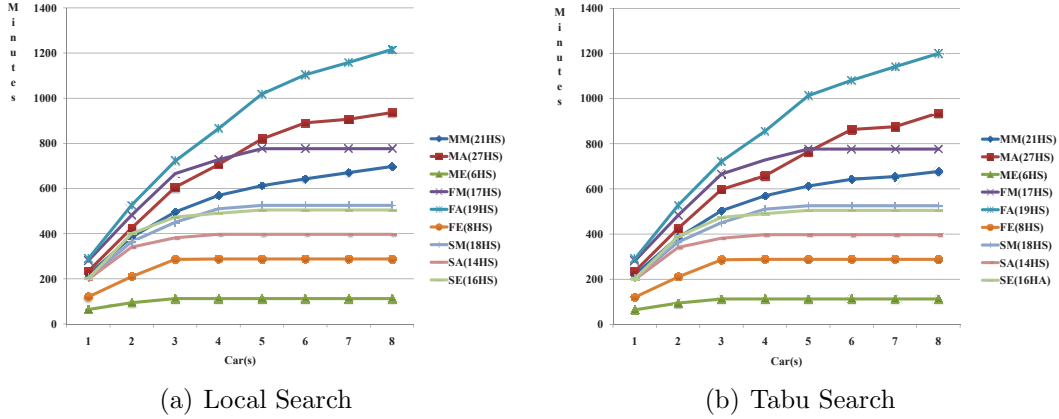 Minutes
1400
1200
1000
800
600
400
200
0
1 2 3 4 5 6 7 8
Car(s)
MM(21HS)
MA(27HS)
ME(6HS)
FM(17HS)
FA(19HS)
FE(8HS)
SM(18HS)
SA(14HS)
SE(16HS)
(a) Local Search
Minutes
1400
1200
1000
800
600
400
200
0
1 2 3 4 5 6 7 8
Car(s)
MM(21HS)
MA(27HS)
ME(6HS)
FM(17HS)
FA(19HS)
FE(8HS)
SM(18HS)
SA(14HS)
SE(16HA)
(b) Tabu Search